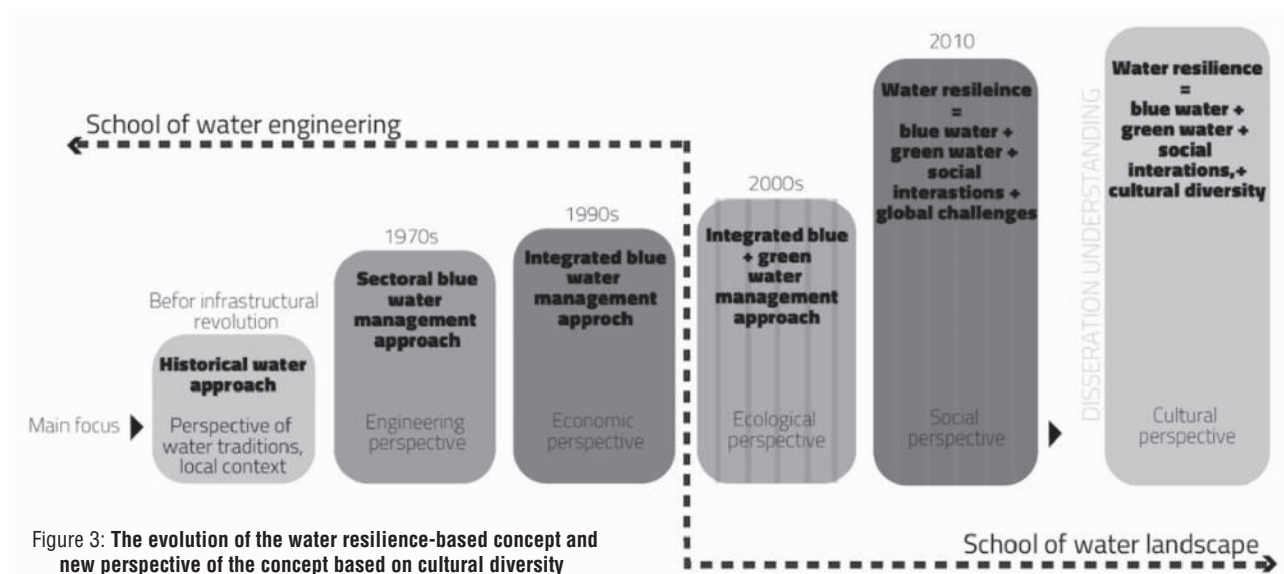 School of water engineering
Befor infrastructural
revolution
Historical water
approach
Main focus
Perspective of
water traditions,
local context
1970s
Sectoral blue
water
management
approach
Engineering
perspective
1990s
Integrated blue
water
management
approch
Economic
perspective
2000s
Integrated blue
+ green
water
management
approach
Ecological
perspective
2010
Water resileince
=
blue water +
green water +
social
interastions +
global challenges
Social
perspective
DISSERATION UNDERSTANDING
Water resilience
=
blue water +
green water +
social
interations,+
cultural diversity
Cultural
perspective
School of water landscape
Figure 3: The evolution of the water resilience-based concept and
new perspective of the concept based on cultural diversity